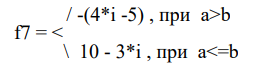 / -(4*i -5) , при a>b
f7 = <
\ 10 - 3*i , при a<=b